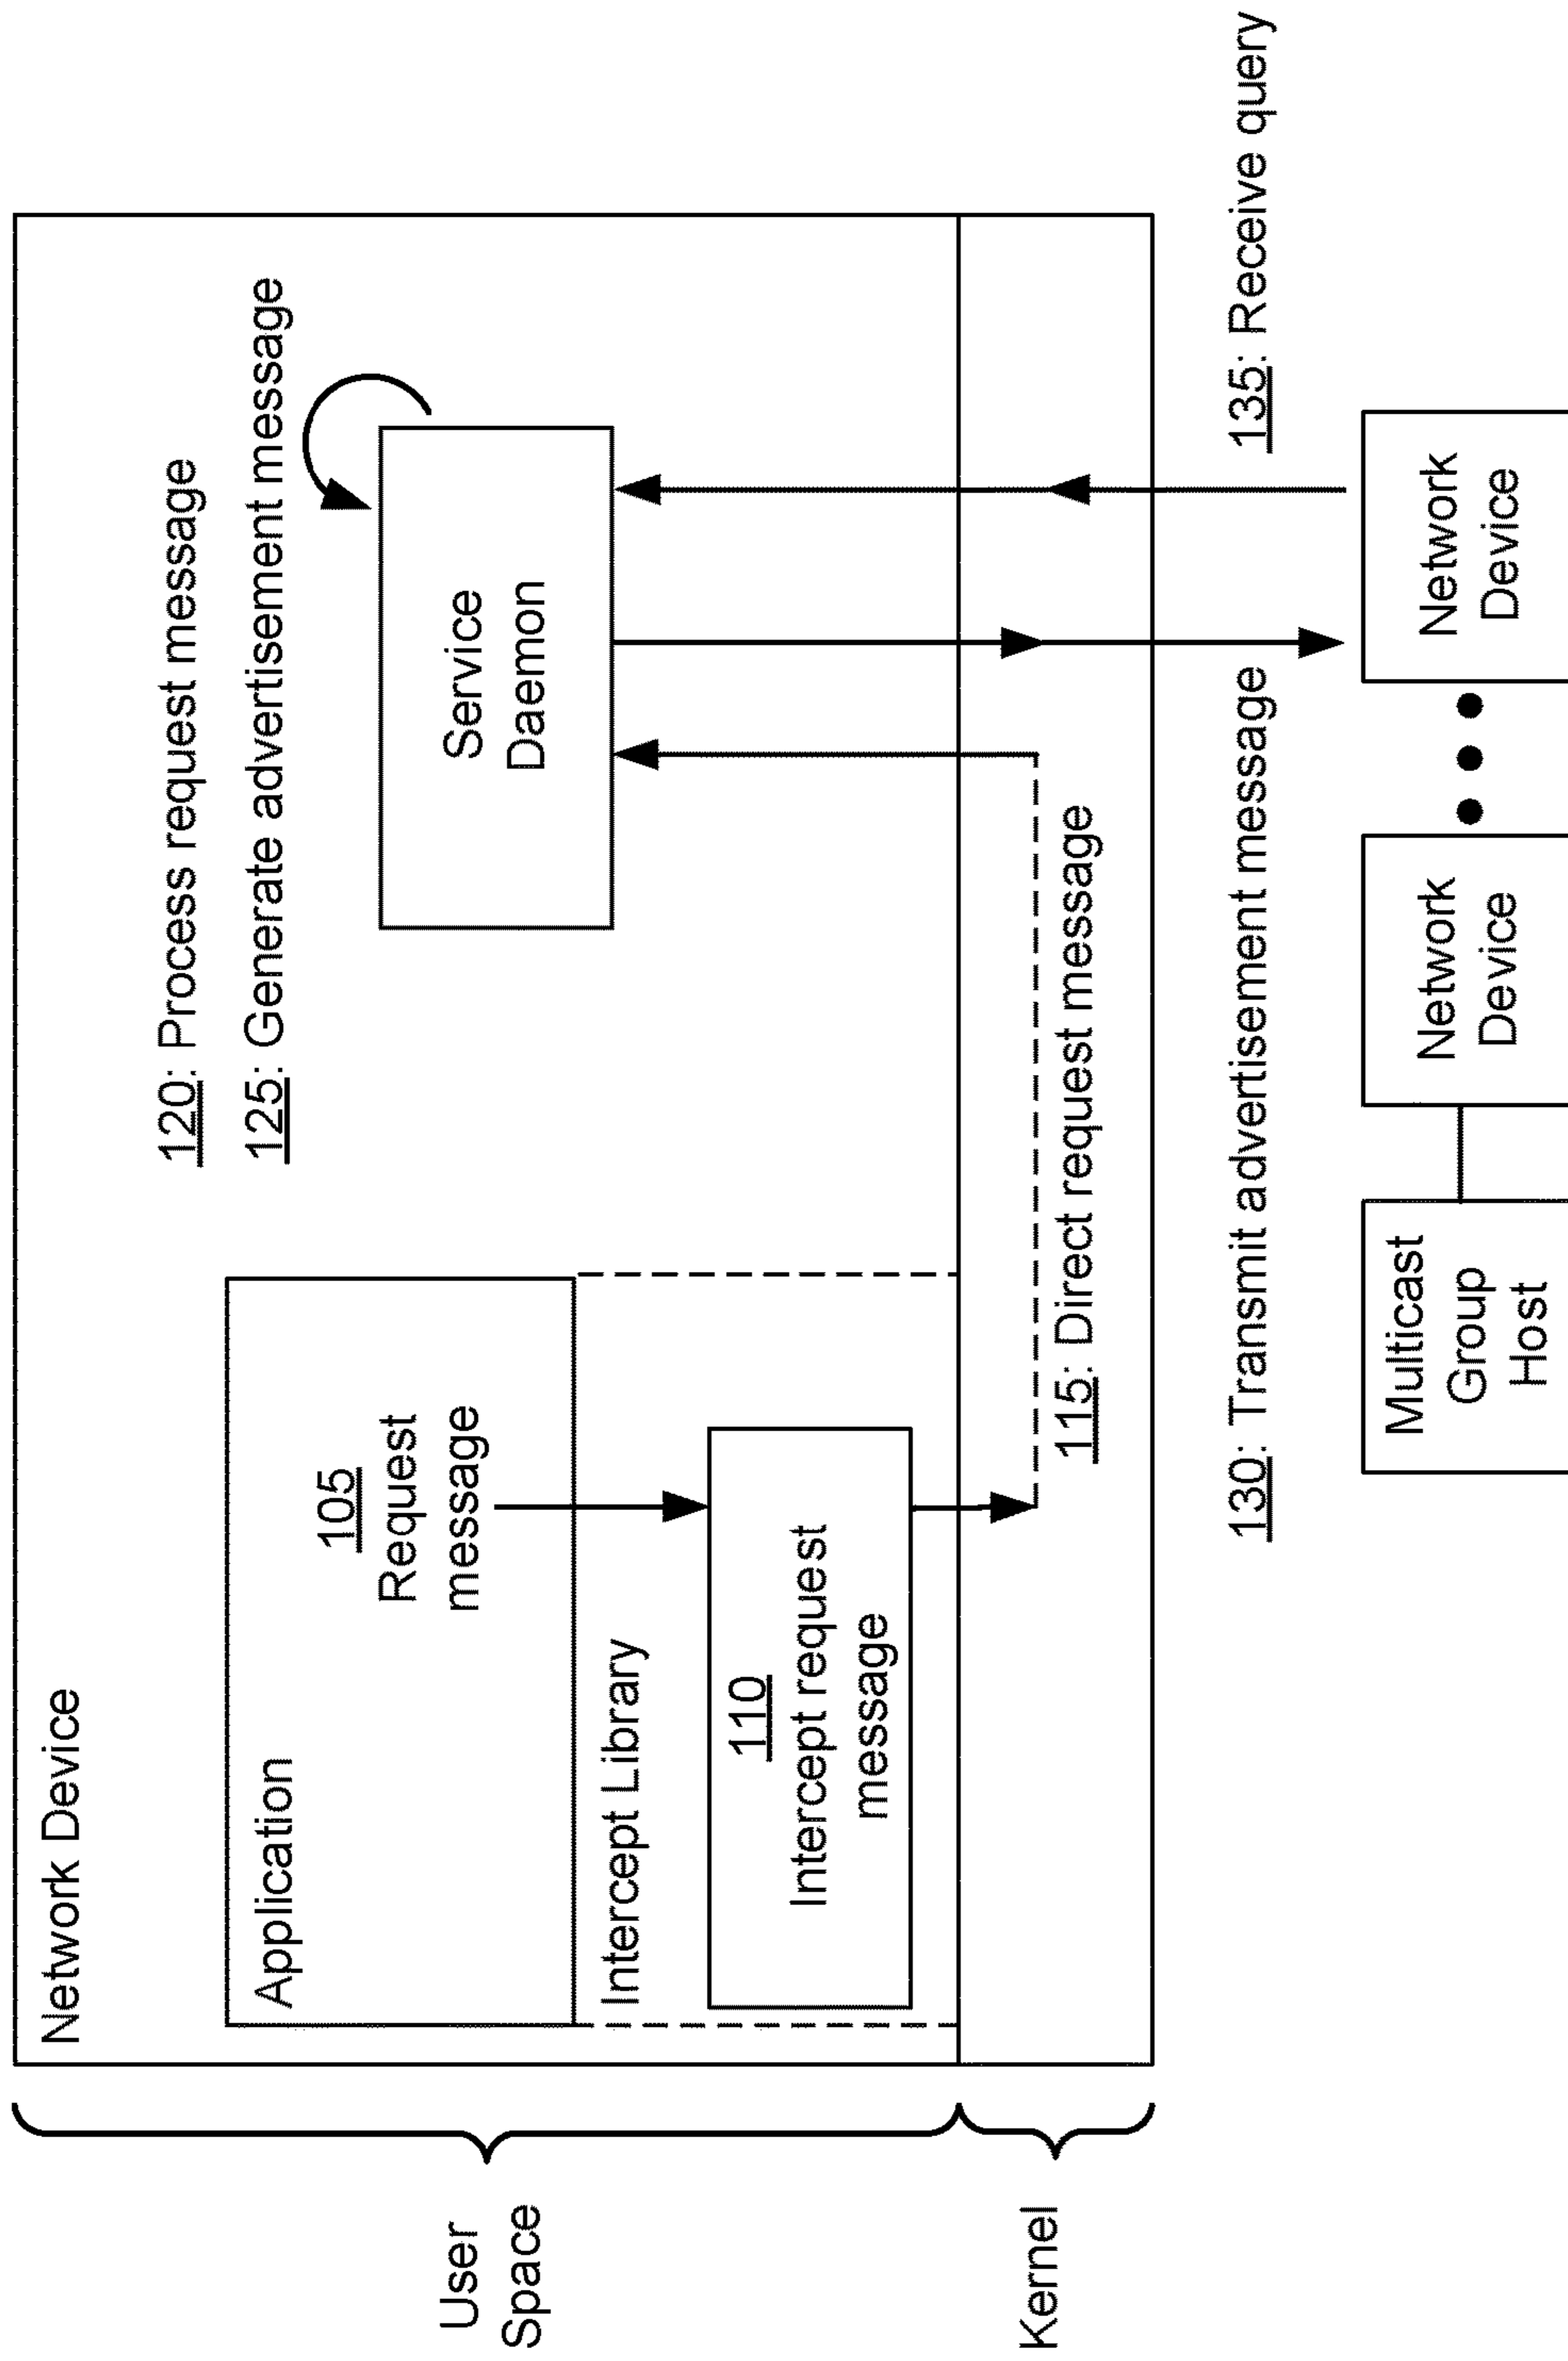 Network Device
120: Process request message
125: Generate advertisement message
Application
105
Request
message
Service
Daemon
User
Space
Intercept Library
110
Intercept request
message
Kernel
115: Direct request message
130: Transmit advertisement message
135: Receive query
Multicast
Group
Host
Network
Device
Network
Device